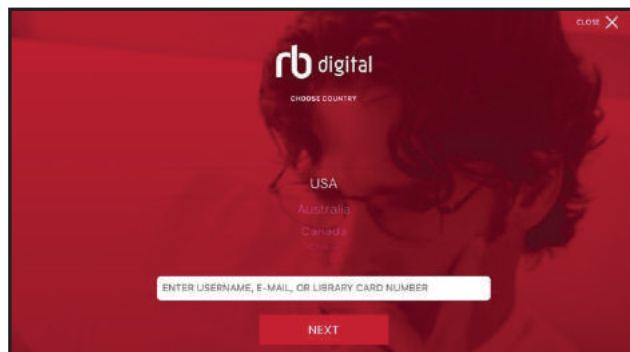 CLOSE X
rb digital
CHOOSE COUNTRY
USA
Australia
Canada
ENTER USERNAME, E-MAIL, OR LIBRARY CARD NUMBER
NEXT